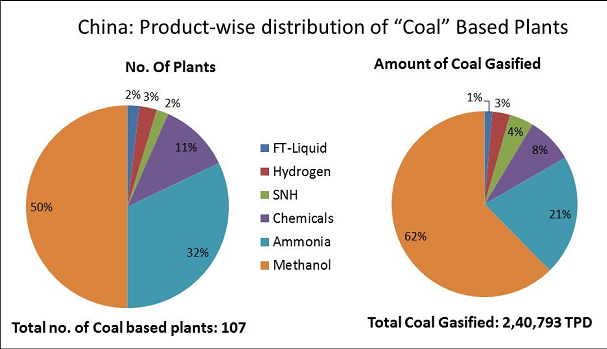 China: Product-wise distribution of “Coal” Based Plants
No. Of Plants
2%
3%
2%
11%
32%
50%
Total no. of Coal based plants: 107
FT-Liquid
Hydrogen
SNH
Chemicals
Ammonia
Methanol
Amount of Coal Gasified
1%
3%
4%
8%
21%
62%
Total Coal Gasified: 2,40,793 TPD